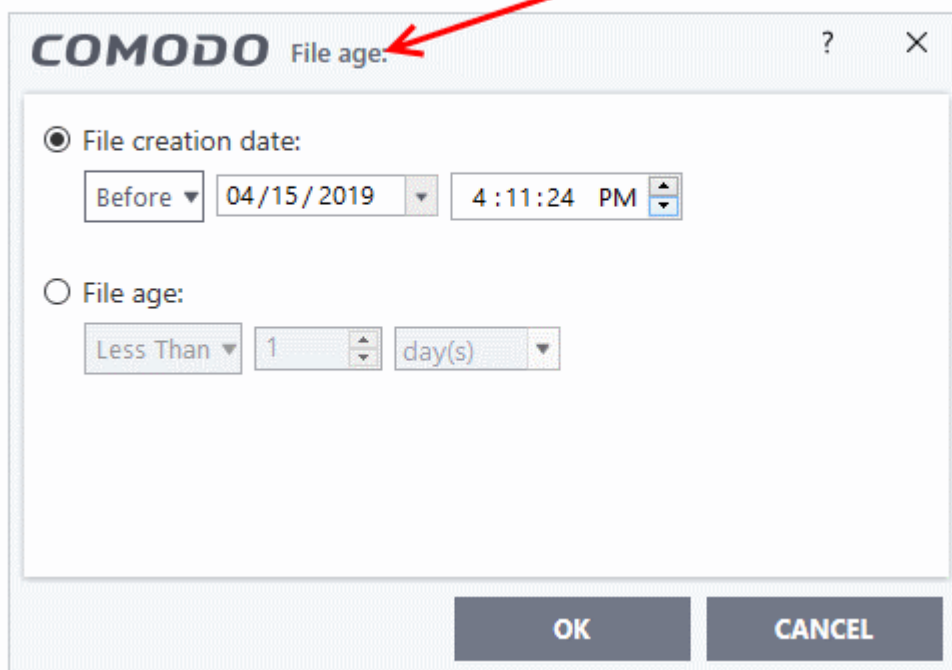 COMODO File age: ? ×
File creation date:
Before 04/15/2019 4:11:24 PM
File age:
Less Than 1 day(s)
OK CANCEL